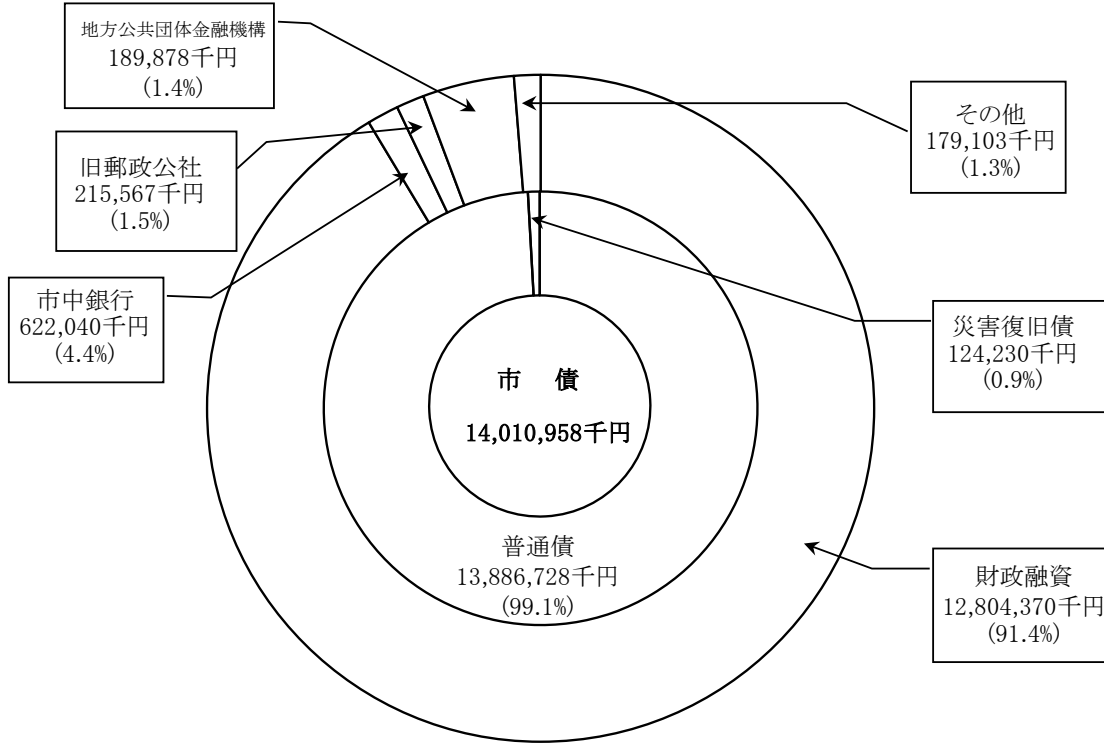 地方公共団体金融機構
189,878千円
(1.4%)
その他
179,103千円
(1.3%)
旧郵政公社
215,567千円
(1.5%)
市中銀行
622,040千円
(4.4%)
災害復旧債
124,230千円
(0.9%)
市 債
14,010,958千円
普通債
13,886,728千円
(99.1%)
財政融資
12,804,370千円
(91.4%)